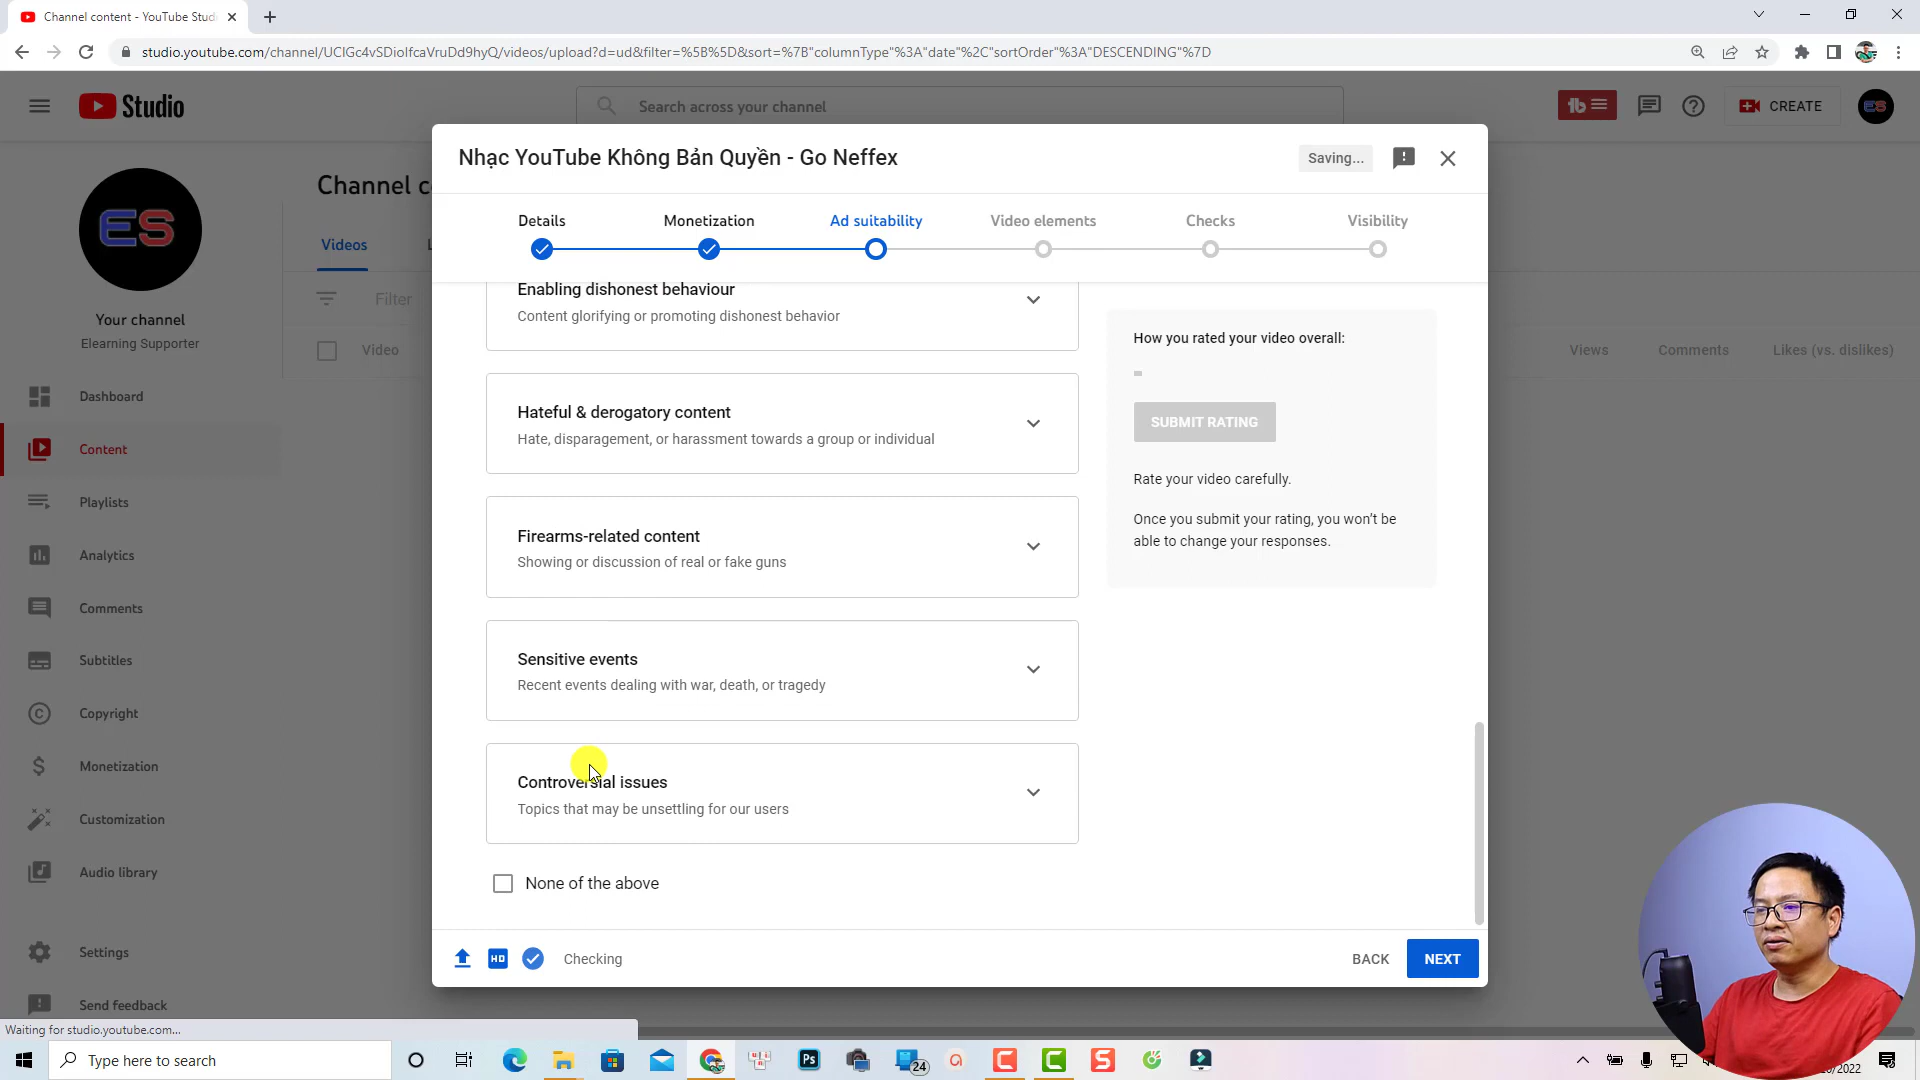 Channel content - YouTube Stud
studio.youtube.com/channel/UCIGc4vSDioIfcaVruDd9hyQ/videos/upload?d=ud&filter=%5B%5D&sort=%7B"columnType"%3A"date"%2C"sortOrder"%3A"DESCENDING"%7D
Studio
Search across your channel
CREATE
ES
ES
Your channel
Elearning Supporter
Dashboard
Content
Playlists
Analytics
Comments
Subtitles
Copyright
Monetization
Customization
Audio library
Settings
Send feedback
Channel c
Videos
Filter
Video
Views
Comments
Likes (vs. dislikes)
Nhạc YouTube Không Bản Quyền - Go Neffex
Saving...
Details
Monetization
Ad suitability
Video elements
Checks
Visibility
Enabling dishonest behaviour
Content glorifying or promoting dishonest behavior
Hateful & derogatory content
Hate, disparagement, or harassment towards a group or individual
Firearms-related content
Showing or discussion of real or fake guns
Sensitive events
Recent events dealing with war, death, or tragedy
Controversial issues
Topics that may be unsettling for our users
None of the above
How you rated your video overall:
SUBMIT RATING
Rate your video carefully.
Once you submit your rating, you won't be
able to change your responses.
HD
Checking
BACK
NEXT
Waiting for studio.youtube.com...
Type here to search
Ps
24